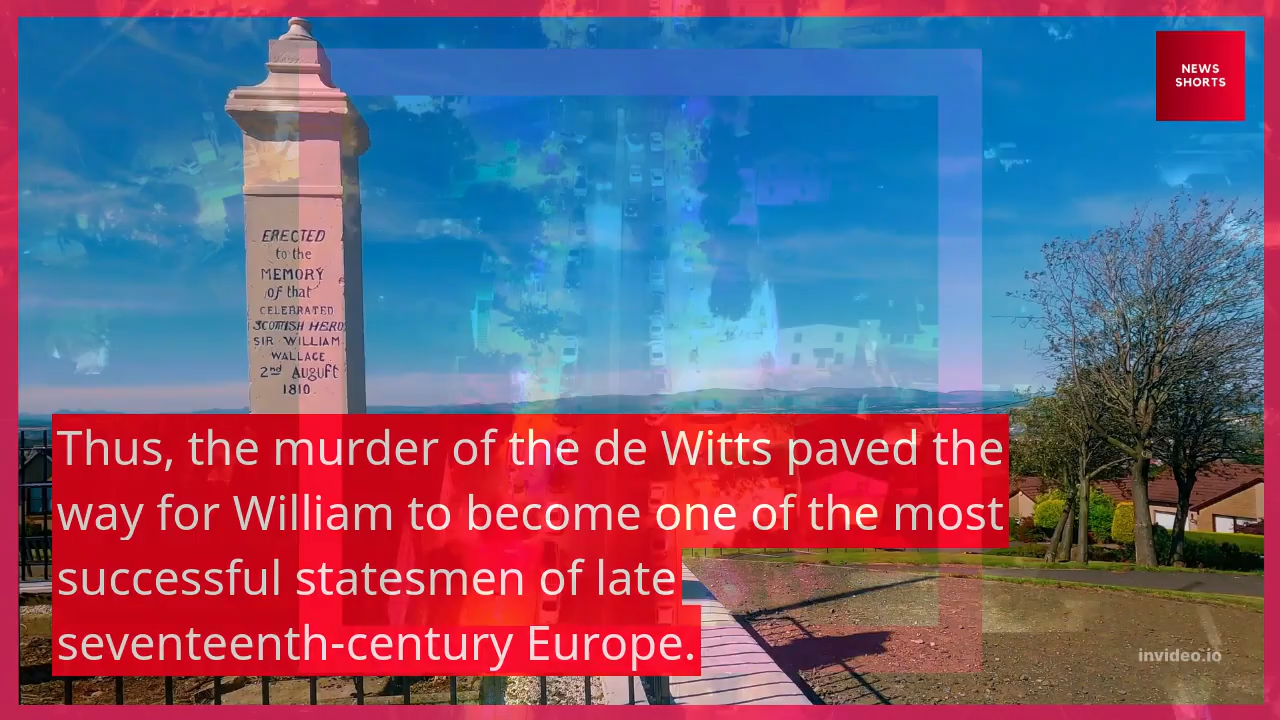 NEWS
SHORTS
ERECTED
to the
MEMORY
of that
CELEBRATED
SCOTTISH HERO
SIR WILLIAM
WALLACE
2nd AUGUST
1810
Thus, the murder of the de Witts paved the
way for William to become one of the most
successful statesmen of late
seventeenth-century Europe.
invideo.io